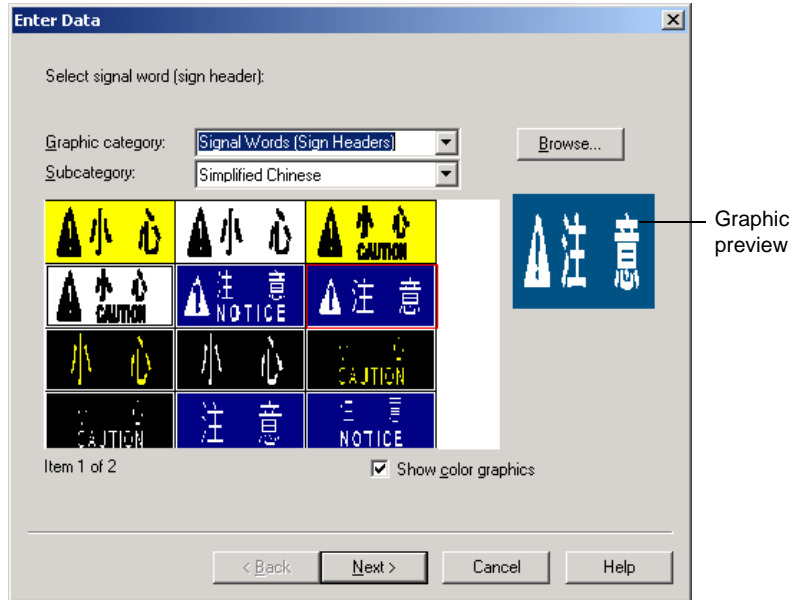 Enter Data
Select signal word (sign header):
Graphic category: Signal Words (Sign Headers) Browse...
Subcategory: Simplified Chinese
小 心 小 心 小 心
CAUTION
小 心 注 意 注 意
CAUTION NOTICE
注 意
Graphic
preview
小 心 小 心
CAUTION
注 意
CAUTION NOTICE
Item 1 of 2 Show color graphics
< Back Next > Cancel Help